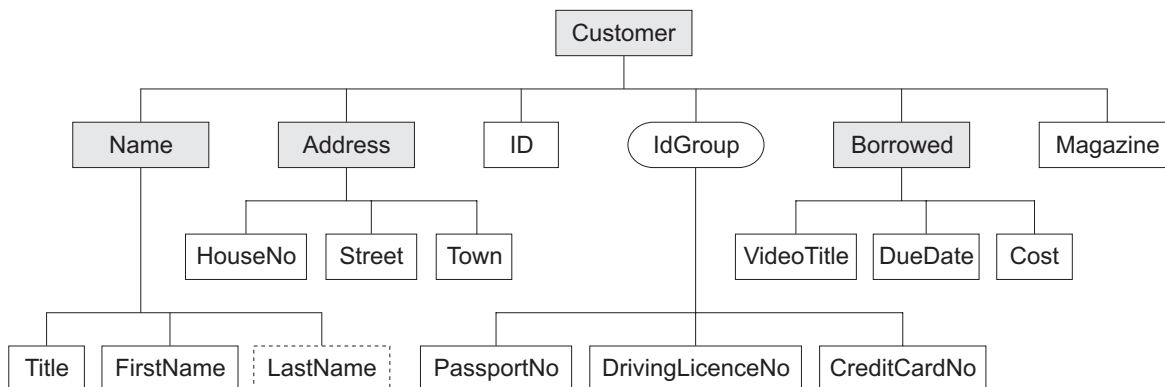 Customer
Name Address ID IdGroup Borrowed Magazine
HouseNo Street Town VideoTitle DueDate Cost
Title FirstName LastName PassportNo DrivingLicenceNo CreditCardNo